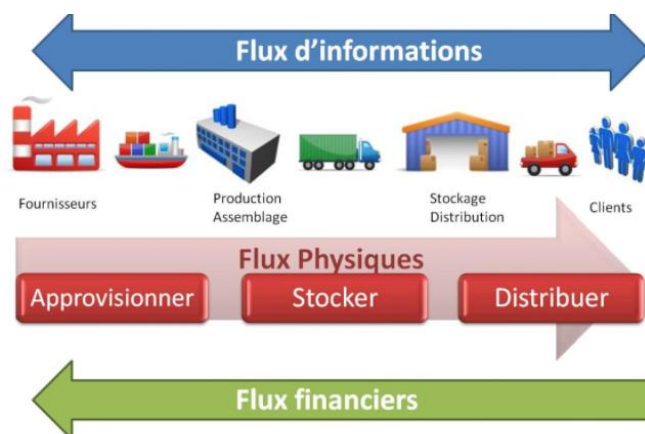 Flux d’informations
Fournisseurs
Production
Assemblage
Stockage
Distribution
Clients
Flux Physiques
Approvisionner
Stocker
Distribuer
Flux financiers